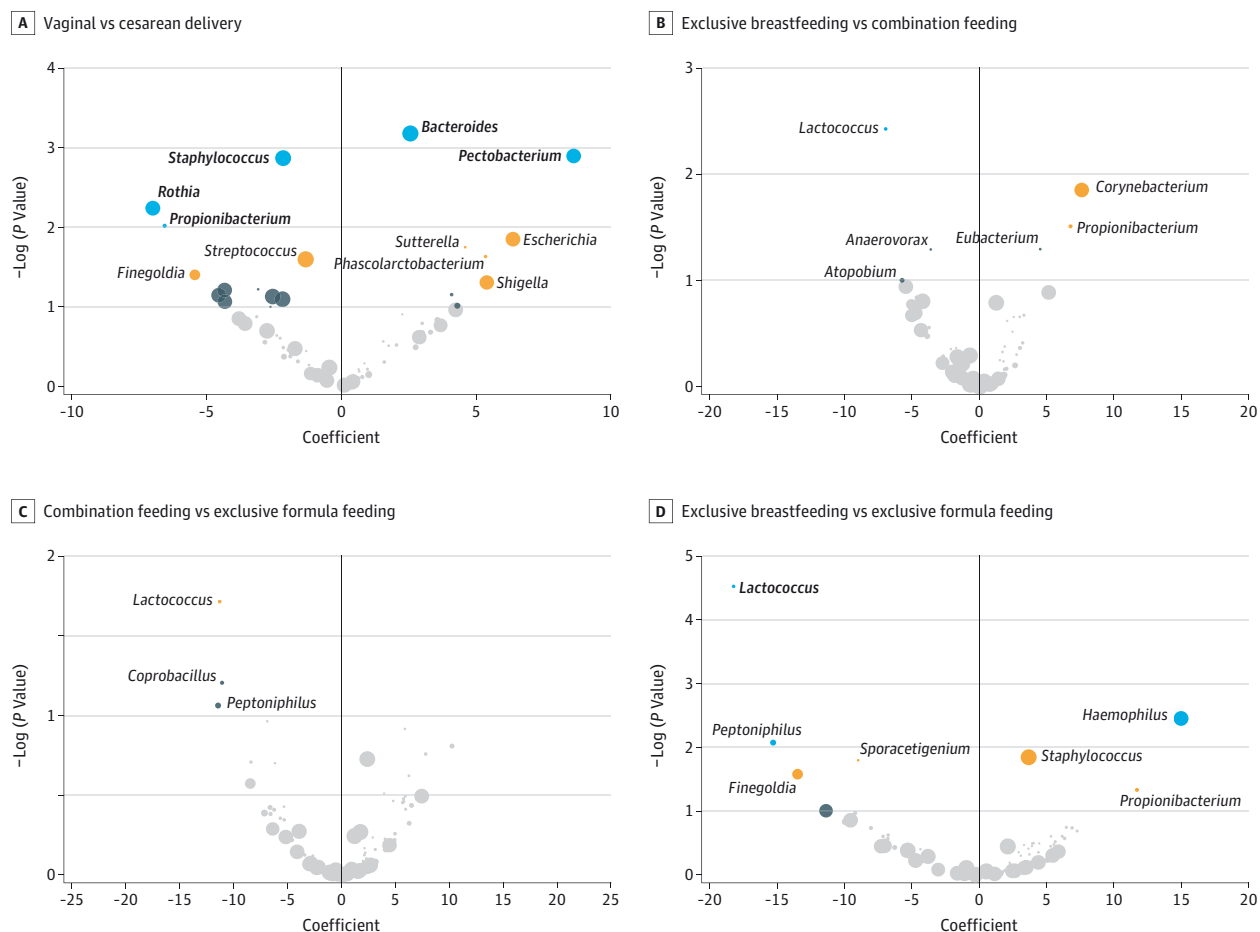 A Vaginal vs cesarean delivery
4
3
2
1
0
−Log (P Value)
Bacteroides
Staphylococcus
Pectobacterium
Rothia
Propionibacterium
Escherichia
Sutterella
Streptococcus
Phascolarctobacterium
Finegoldia
Shigella
-10 -5 0 5 10
Coefficient
B Exclusive breastfeeding vs combination feeding
3
2
1
0
−Log (P Value)
Lactococcus
Corynebacterium
Propionibacterium
Anaerovorax
Eubacterium
Atopobium
-20 -15 -10 -5 0 5 10 15 20
Coefficient
C Combination feeding vs exclusive formula feeding
2
1
0
−Log (P Value)
Lactococcus
Coprobacillus
Peptoniphilus
-25 -20 -15 -10 -5 0 5 10 15 20 25
Coefficient
D Exclusive breastfeeding vs exclusive formula feeding
5
4
3
2
1
0
−Log (P Value)
Lactococcus
Haemophilus
Peptoniphilus
Sporacetigenium
Staphylococcus
Finegoldia
Propionibacterium
-20 -15 -10 -5 0 5 10 15 20
Coefficient